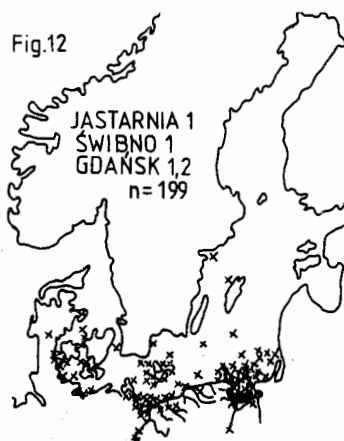 Fig.12
JASTARNIA 1
ŚWIBNO 1
GDAŃSK 1,2
n=199